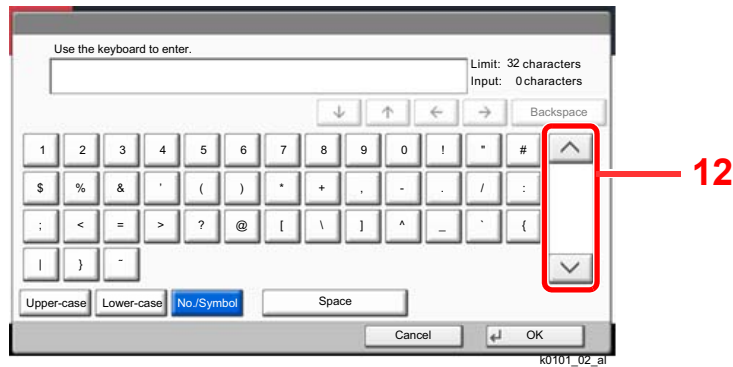 Use the keyboard to enter.
Limit: 32 characters
Input: 0 characters
↓ ↑ ← → Backspace
1 2 3 4 5 6 7 8 9 0 ! " #
$ % & ' ( ) * + , - . / :
; < = > ? @ [ \ ] ^ _ ` {
| } ~
12
Upper-case Lower-case No./Symbol Space
Cancel OK
k0101_02_al